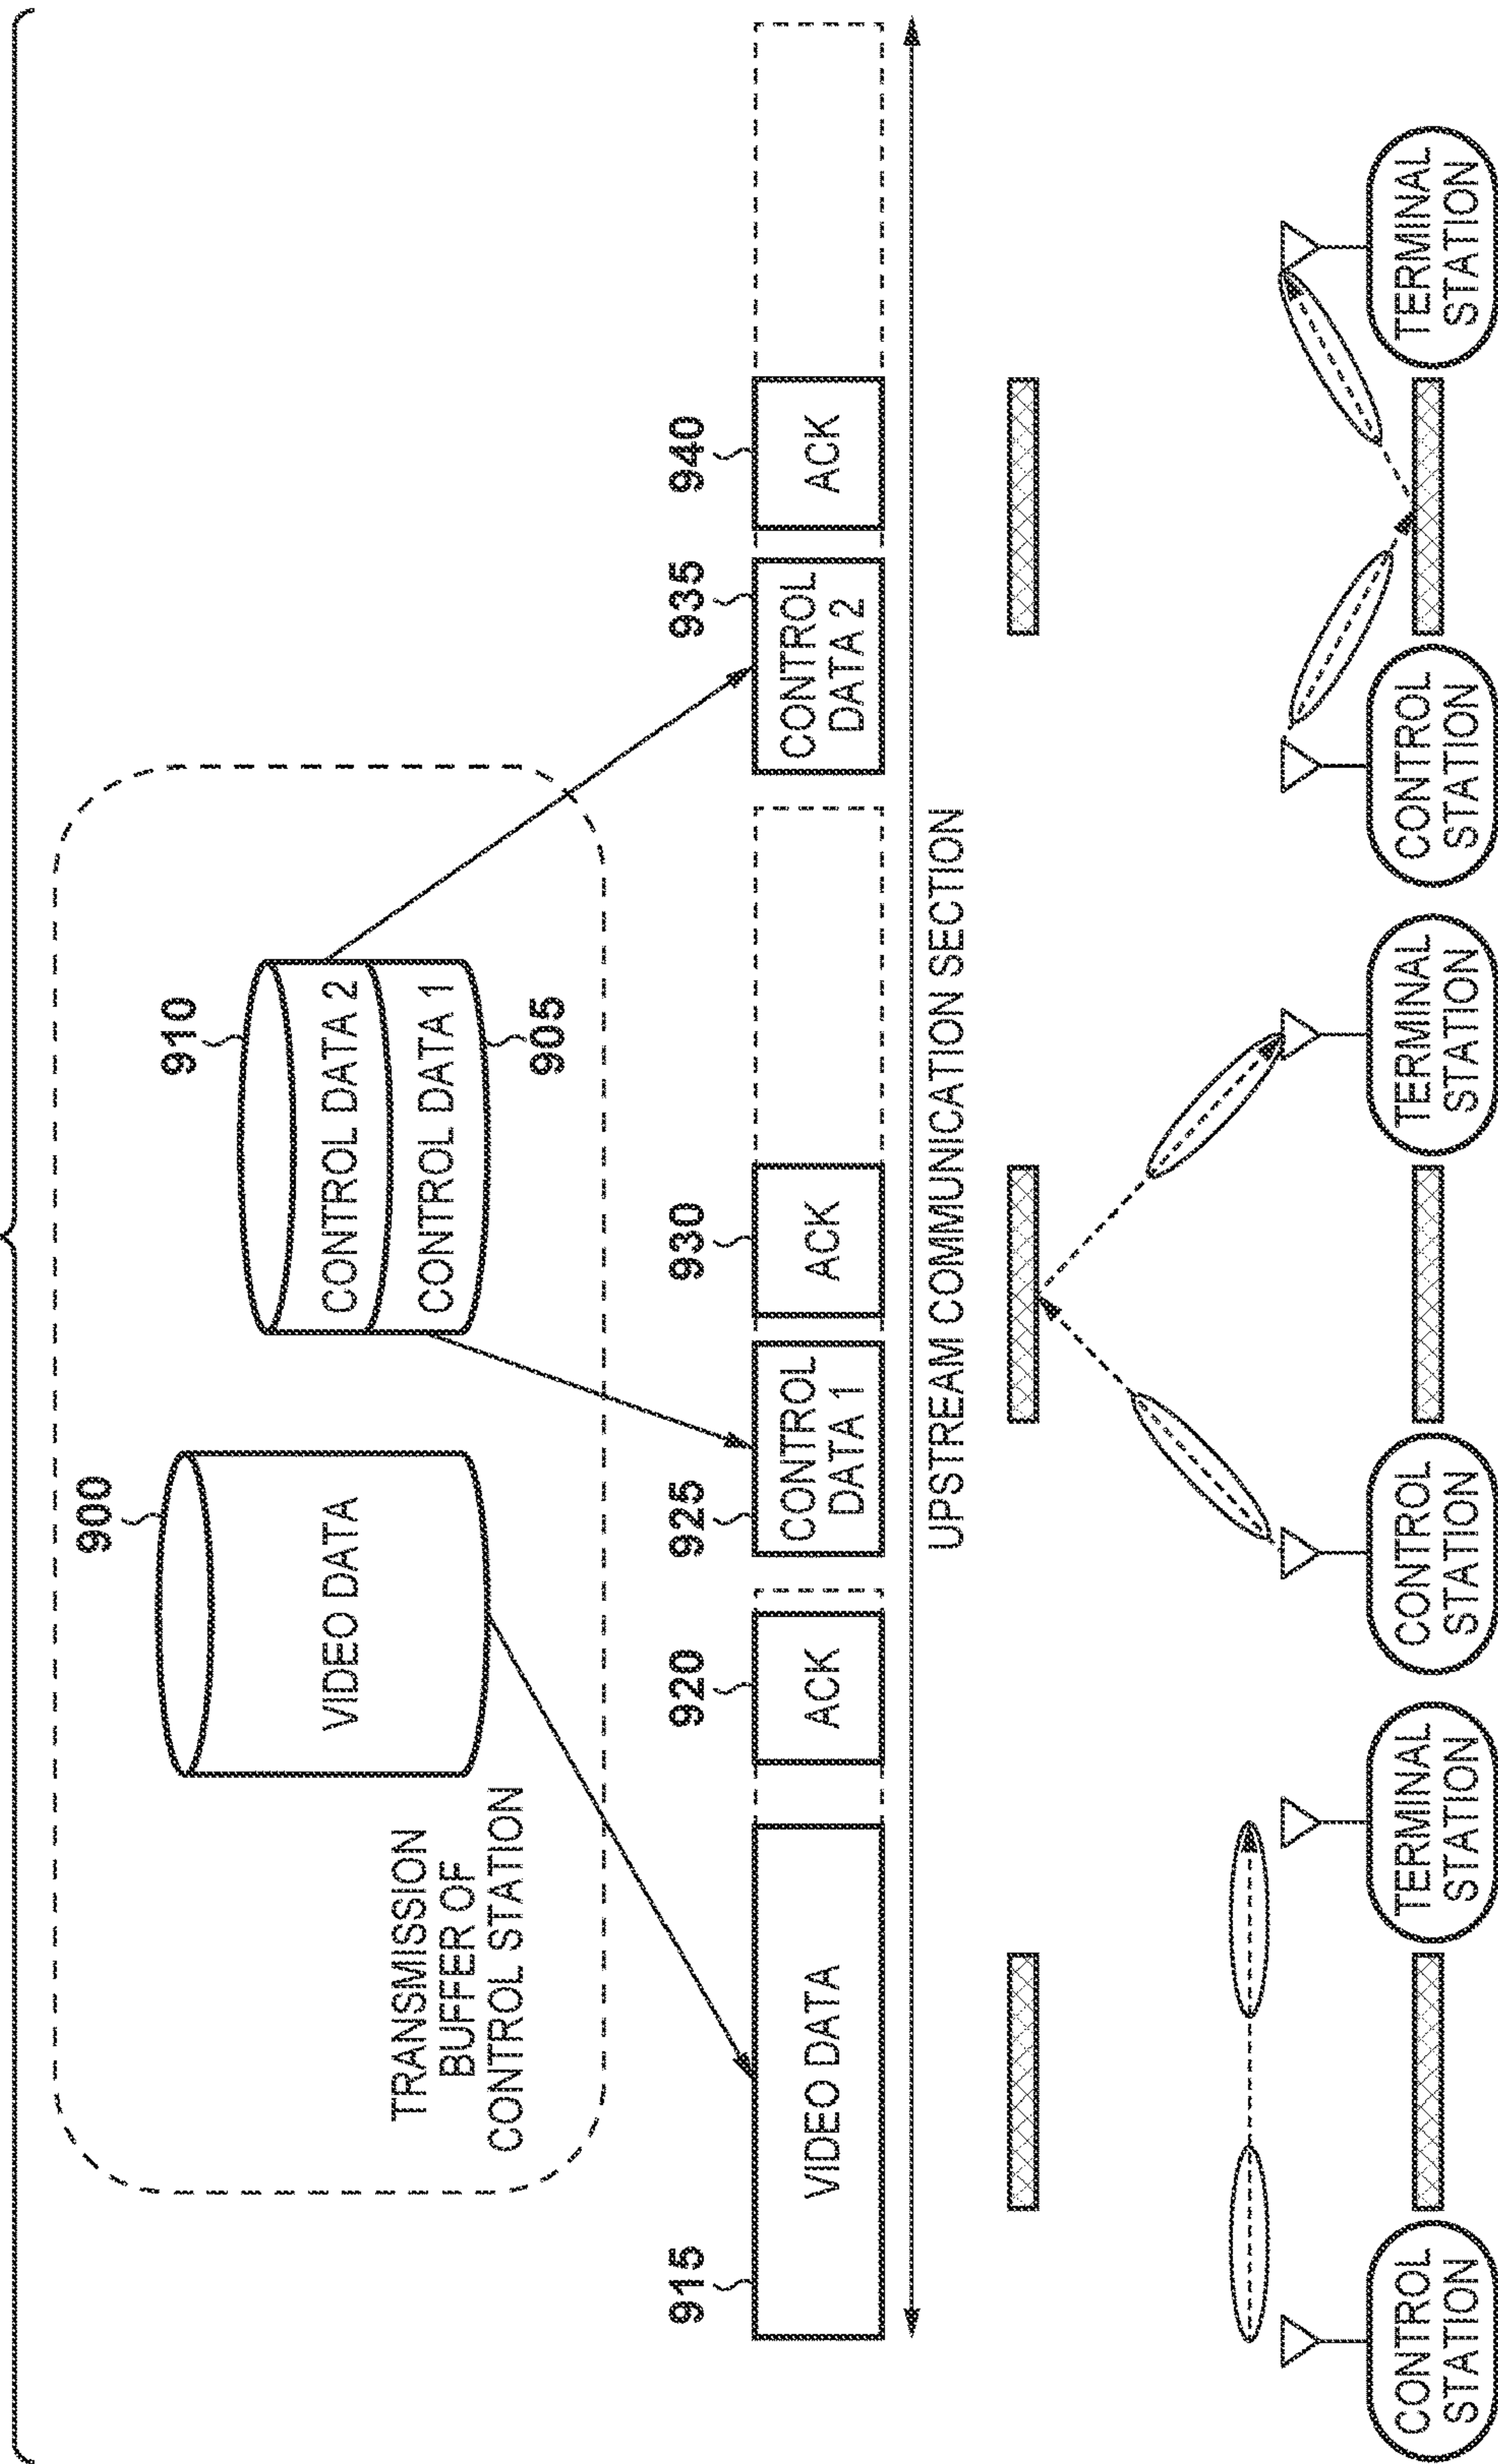 900
VIDEO DATA
910
CONTROL DATA 2
CONTROL DATA 1
905
TRANSMISSION
BUFFER OF
CONTROL STATION
915
VIDEO DATA
920
ACK
925
CONTROL
DATA 1
930
ACK
935
CONTROL
DATA 2
940
ACK
UPSTREAM COMMUNICATION SECTION
CONTROL
STATION
TERMINAL
STATION
CONTROL
STATION
TERMINAL
STATION
CONTROL
STATION
TERMINAL
STATION